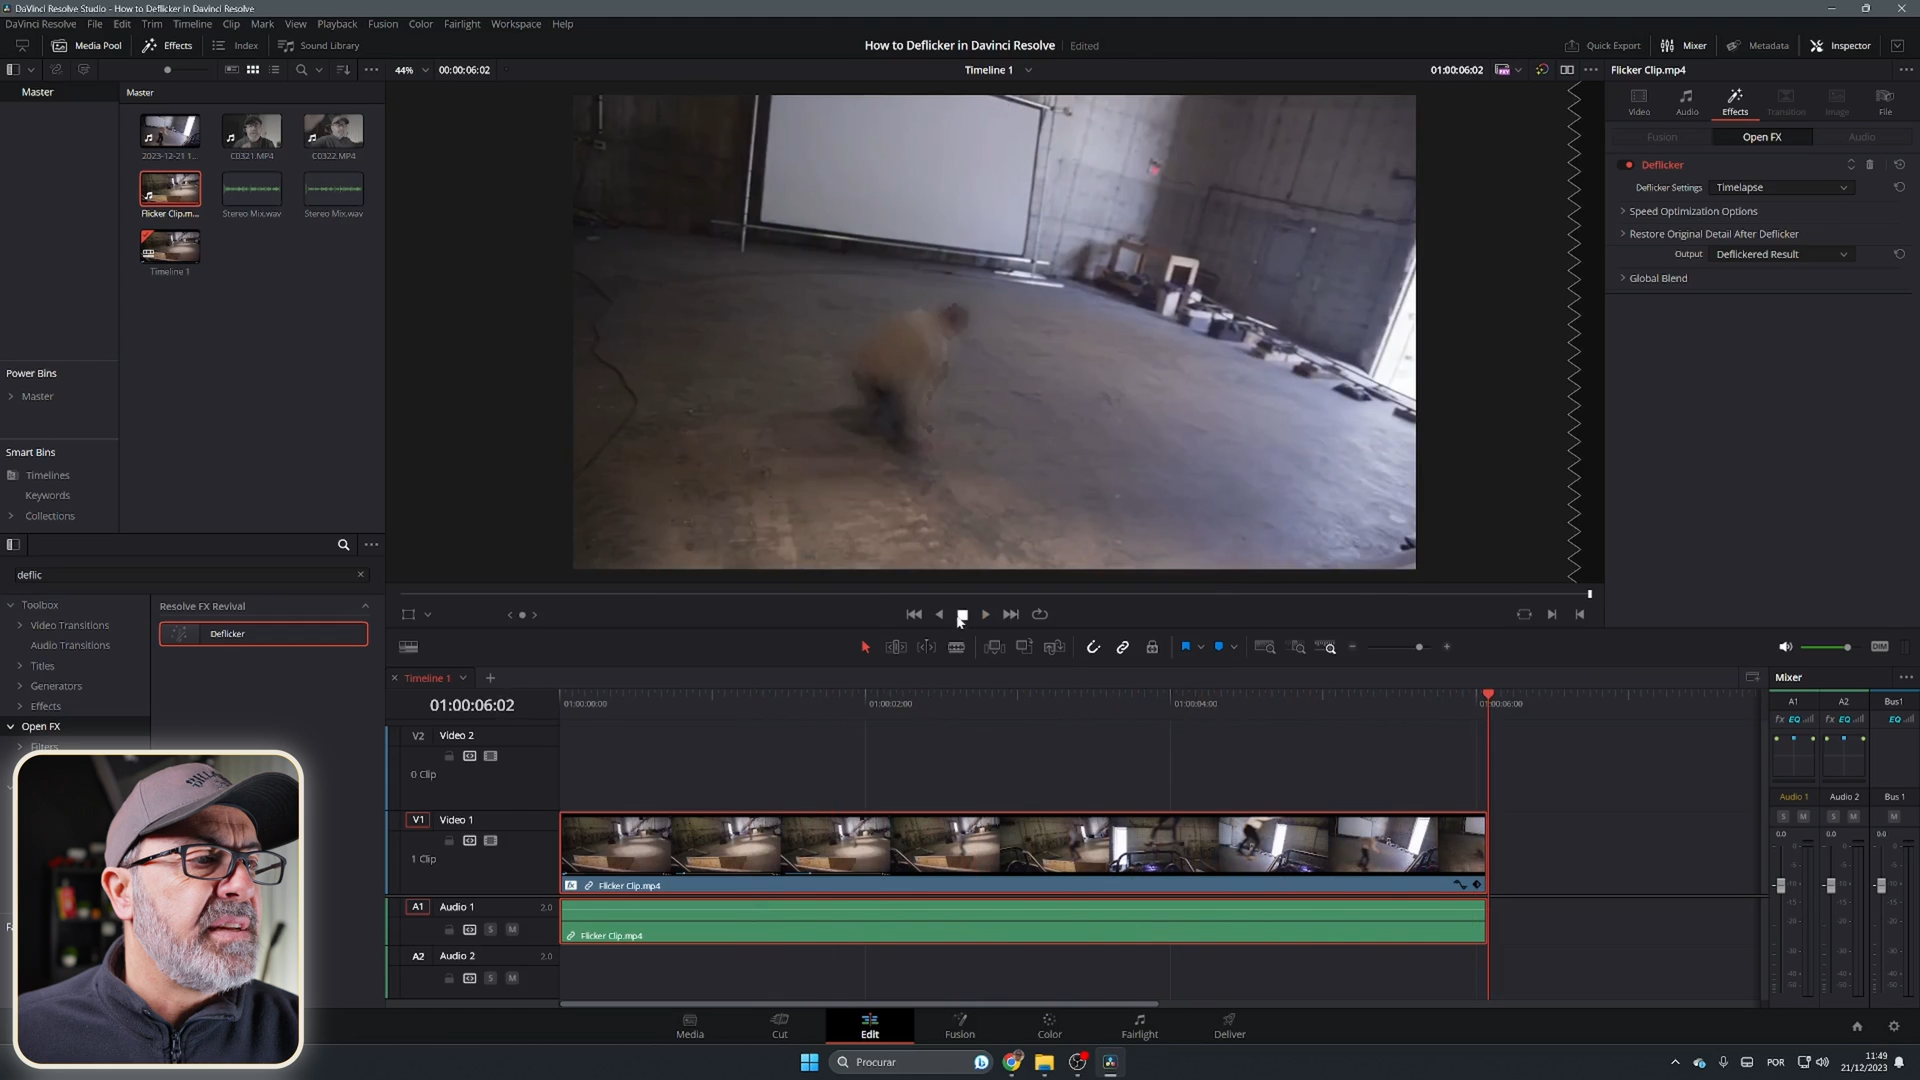 DaVinci Resolve Studio - How to Deflicker in Davinci Resolve
DaVinci Resolve File Edit Trim Timeline Clip Mark View Playback Fusion Color Fairlight Workspace Help
Media Pool Effects Index Sound Library How to Deflicker in Davinci Resolve Edited Quick Export Mixer Metadata Inspector
44% 00:00:06:02 Timeline 1 01:00:06:02 Flicker Clip.mp4
Master Master
Video Audio Effects Transition Image File
Fusion Open FX Audio
2023-12-21 1... C0321.MP4 C0322.MP4
Deflicker
Deflicker Settings Timelapse
Flicker Clip.m... Stereo Mix.wav Stereo Mix.wav
Speed Optimization Options
Restore Original Detail After Deflicker
Output Deflickered Result
Timeline 1
Global Blend
Power Bins
Master
Smart Bins
Timelines
Keywords
Collections
deflic
Toolbox
Video Transitions
Audio Transitions
Titles
Generators
Effects
Open FX
Filters
Resolve FX Revival
Deflicker
DIM
Timeline 1
01:00:06:02 01:00:00:00 01:00:02:00 01:00:04:00 01:00:06:00
V2 Video 2
0 Clip
V1 Video 1
1 Clip
Flicker Clip.mp4
A1 Audio 1 2.0
S M
Flicker Clip.mp4
A2 Audio 2 2.0
S M
Mixer
A1 A2 Bus1
fx EQ fx EQ EQ
Audio 1 Audio 2 Bus 1
S M S M M
0.0 0.0 0.0
Media Cut Edit Fusion Color Fairlight Deliver
Procurar
POR
11:49
21/12/2023